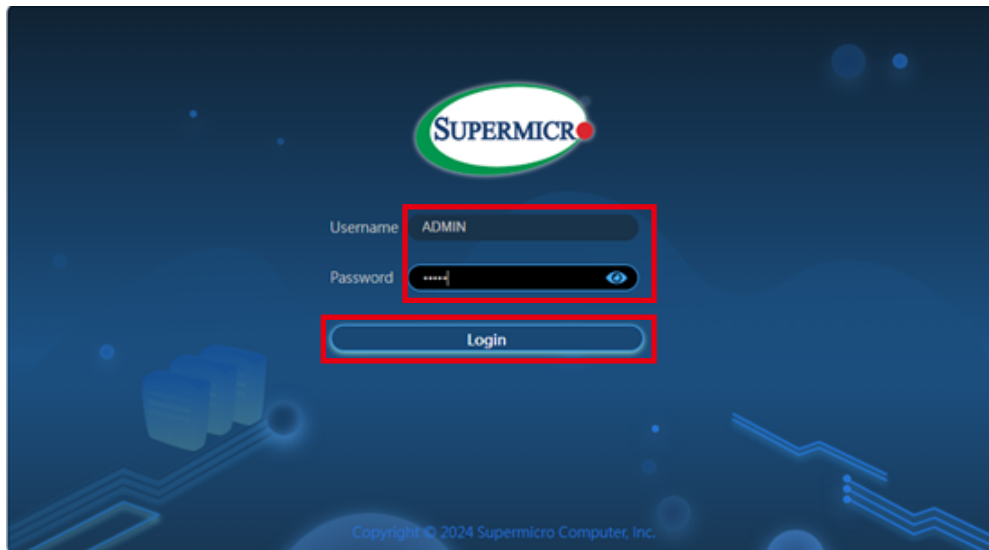 SUPERMICR
Username ADMIN
Password •••••
Login
Copyright © 2024 Supermicro Computer, Inc.